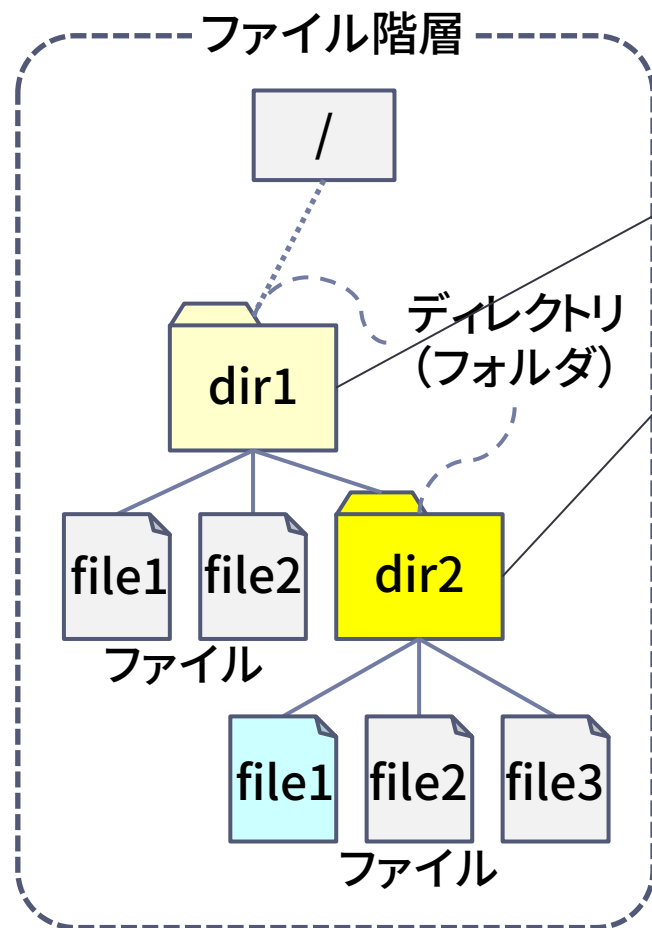 ファイル階層
/
ディレクトリ
（フォルダ）
dir1
file1
file2
dir2
ファイル
file1
file2
file3
ファイル